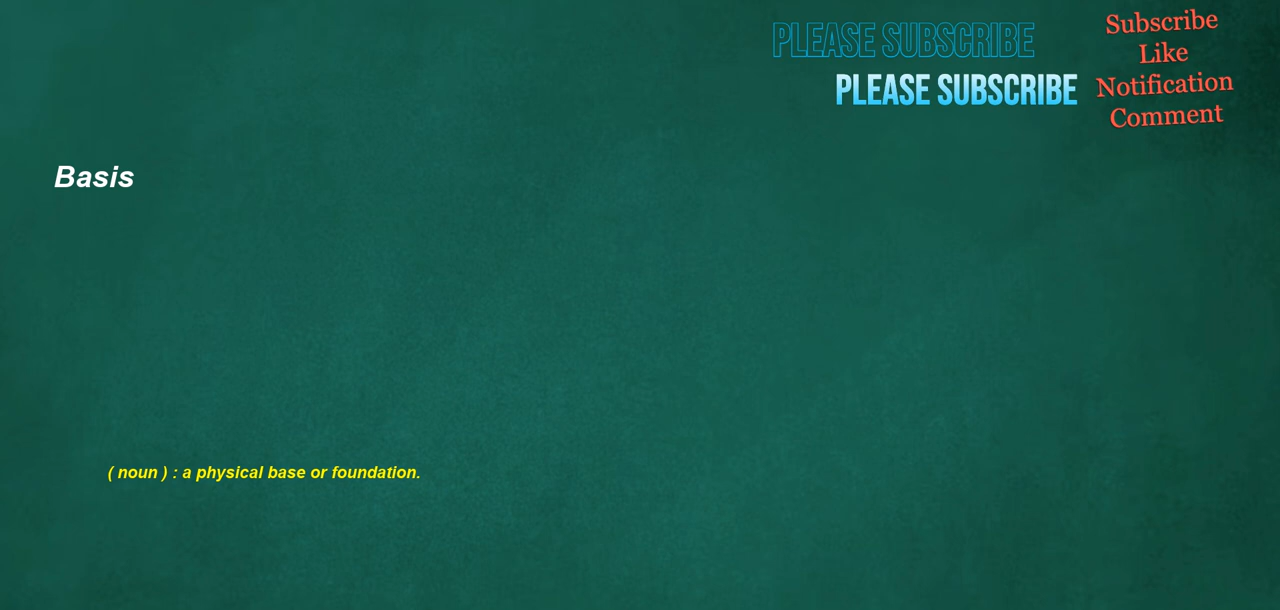 PLEASE SUBSCRIBE
PLEASE SUBSCRIBE
Subscribe
Like
Notification
Comment
Basis
( noun ) : a physical base or foundation.